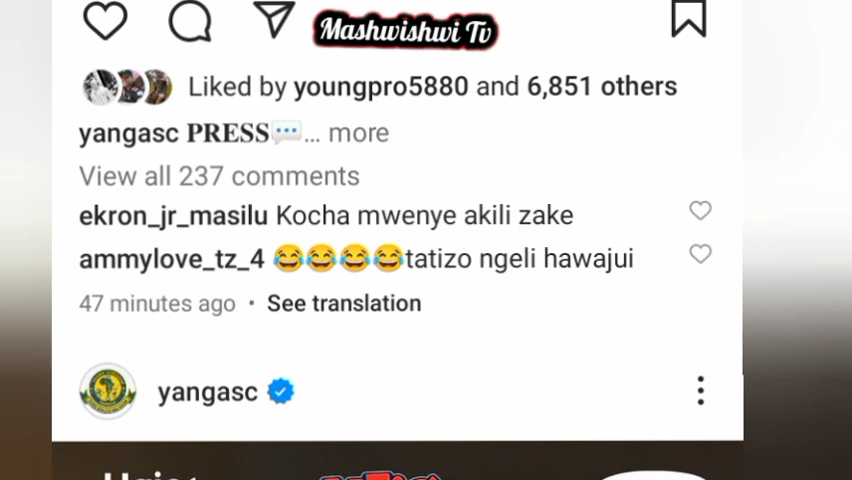 Mashwishwi Tv
Liked by youngpro5880 and 6,851 others
yangasc PRESS💬... more
View all 237 comments
ekron_jr_masilu Kocha mwenye akili zake
ammylove_tz_4 😂😂😂😂tatizo ngeli hawajui
47 minutes ago • See translation
yangasc